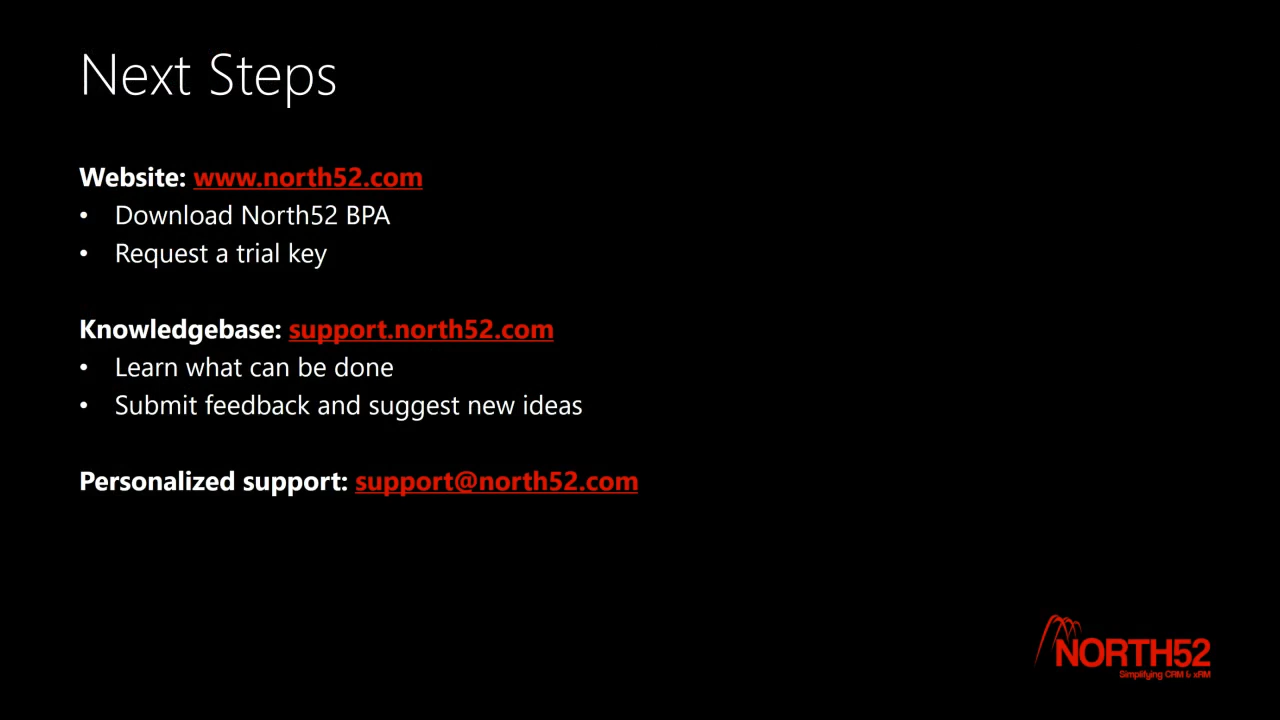 Next Steps
Website: www.north52.com
• Download North52 BPA
• Request a trial key
Knowledgebase: support.north52.com
• Learn what can be done
• Submit feedback and suggest new ideas
Personalized support: support@north52.com
NORTH52
Simplifying CRM & xRM